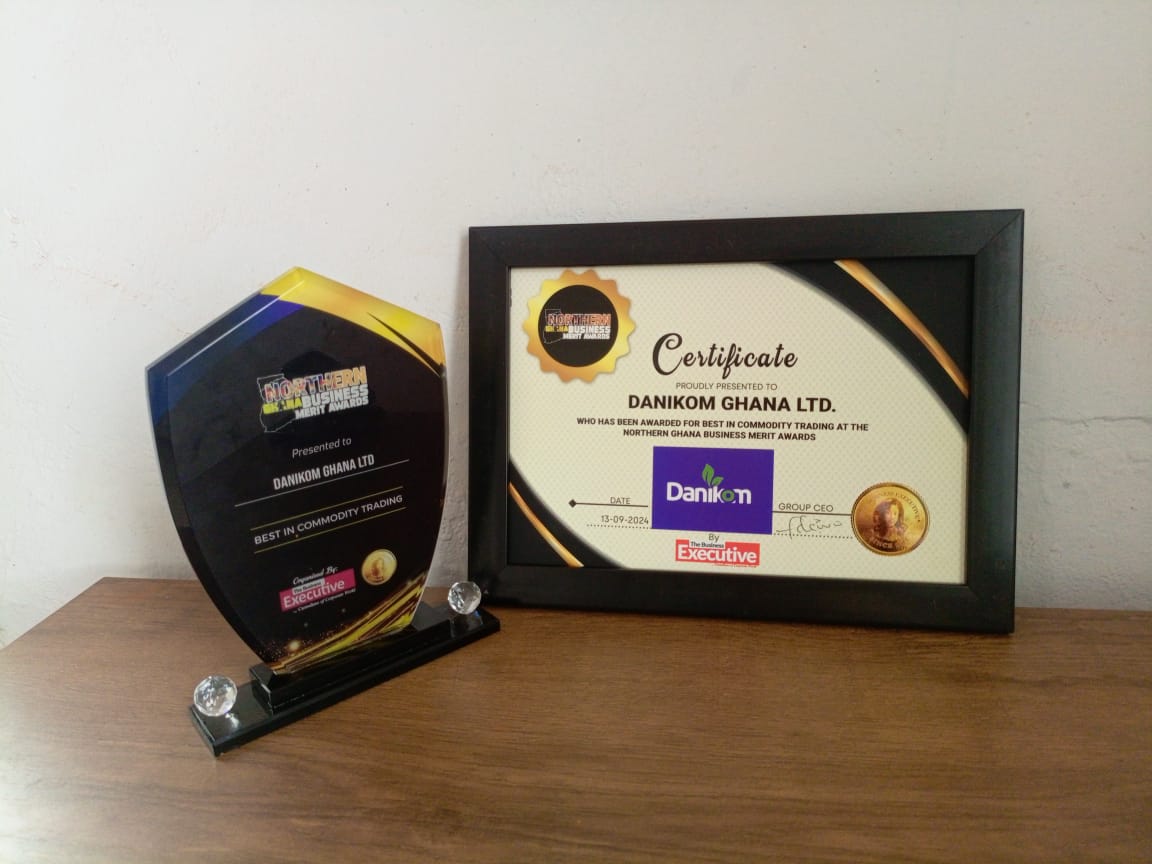 NORTHERN
GHANA BUSINESS
MERIT AWARDS
Presented to
DANIKOM GHANA LTD
BEST IN COMMODITY TRADING
Organized By:
The Business
Executive
NORTHERN
GHANA BUSINESS
MERIT AWARDS
Certificate
PROUDLY PRESENTED TO
DANIKOM GHANA LTD.
WHO HAS BEEN AWARDED FOR BEST IN COMMODITY TRADING AT THE
NORTHERN GHANA BUSINESS MERIT AWARDS
Danikom
DATE
13-09-2024
GROUP CEO
By
The Business
Executive